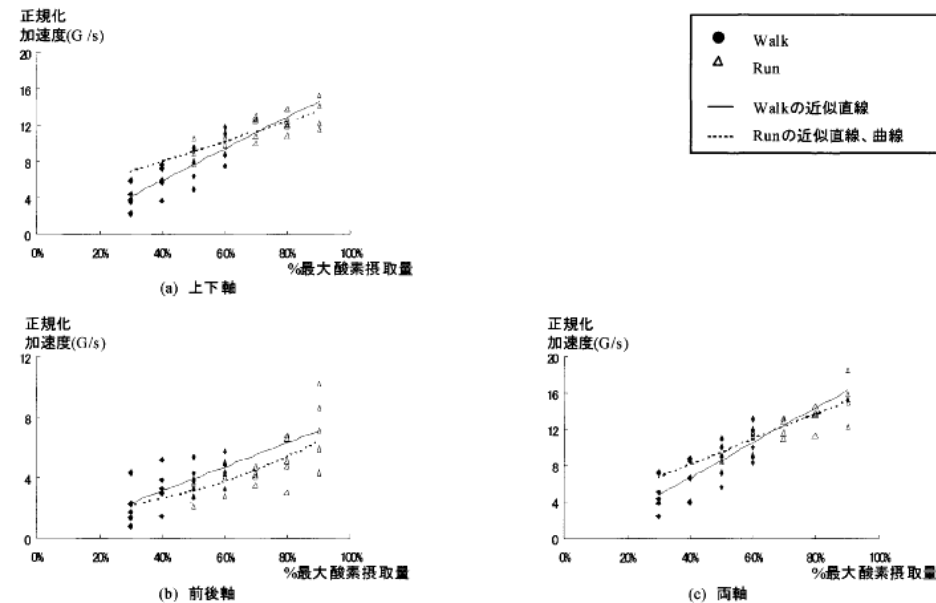 正規化
加速度(G /s)
20
16
12
8
4
0
0% 20% 40% 60% 80% 100%
%最大酸素摂取量
(a) 上下軸
● Walk
△ Run
Walkの近似直線
Runの近似直線、曲線
正規化
加速度(G/s)
12
8
4
0
0% 20% 40% 60% 80% 100%
%最大酸素摂取量
(b) 前後軸
正規化
加速度(G/s)
20
16
12
8
4
0
0% 20% 40% 60% 80% 100%
%最大酸素摂取量
(c) 両軸